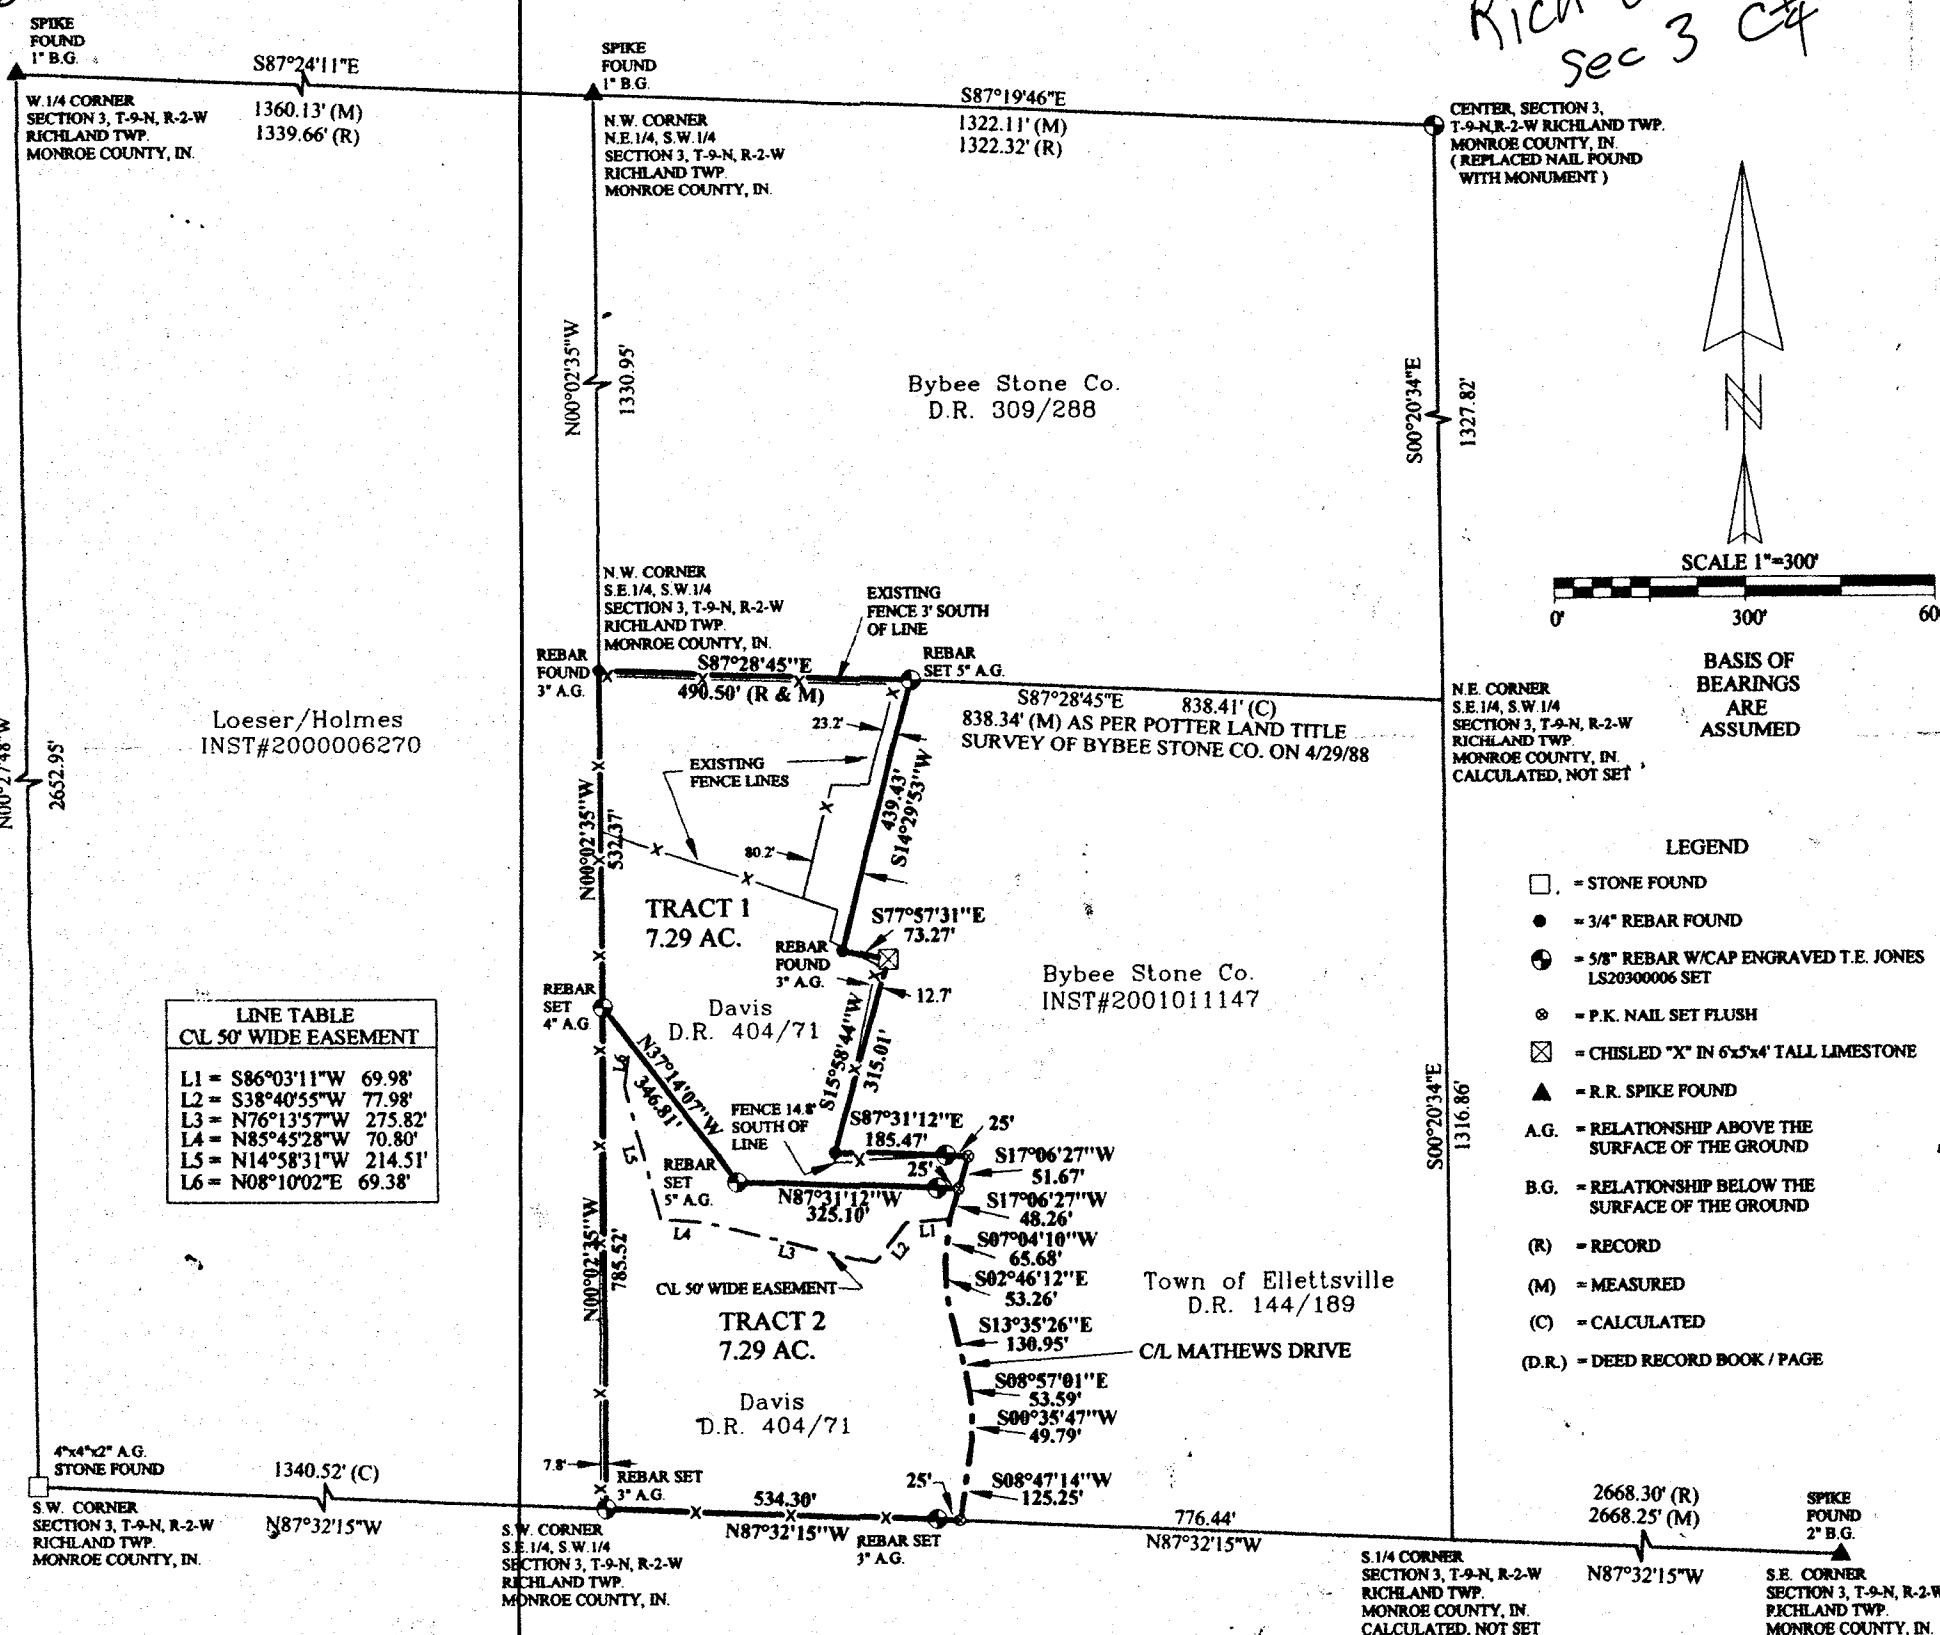 Sec 3
SPIKE
FOUND
1" B.G.
S87°24'11"E
1360.13' (M)
1339.66' (R)
W.1/4 CORNER
SECTION 3, T-9-N, R-2-W
RICHLAND TWP.
MONROE COUNTY, IN.
SPIKE
FOUND
1" B.G.
N.W. CORNER
N.E.1/4, S.W.1/4
SECTION 3, T-9-N, R-2-W
RICHLAND TWP.
MONROE COUNTY, IN.
S87°19'46"E
1322.11' (M)
1322.32' (R)
CENTER, SECTION 3,
T-9-N,R-2-W RICHLAND TWP.
MONROE COUNTY, IN.
( REPLACED NAIL FOUND
WITH MONUMENT )
N00°02'35"W
1330.95'
Bybee Stone Co.
D.R. 309/288
S00°20'34"E
1327.82'
SCALE 1"=300'
0'
300'
BASIS OF
BEARINGS
ARE
ASSUMED
N.W. CORNER
S.E.1/4, S.W.1/4
SECTION 3, T-9-N, R-2-W
RICHLAND TWP.
MONROE COUNTY, IN.
EXISTING
FENCE 3' SOUTH
OF LINE
REBAR
FOUND
3" A.G.
S87°28'45"E
490.50' (R & M)
REBAR
SET 5" A.G.
S87°28'45"E
838.41' (C)
838.34' (M) AS PER POTTER LAND TITLE
SURVEY OF BYBEE STONE CO. ON 4/29/88
N.E. CORNER
S.E.1/4, S.W.1/4
SECTION 3, T-9-N, R-2-W
RICHLAND TWP.
MONROE COUNTY, IN.
CALCULATED, NOT SET
Loeser/Holmes
INST#2000006270
N00°27'48"W
2652.95'
23.2'
EXISTING
FENCE LINES
80.2'
439.43'
S14°29'53"W
N00°02'35"W
532.37'
TRACT 1
7.29 AC.
S77°57'31"E
73.27'
REBAR
FOUND
3" A.G.
12.7'
Davis
D.R. 404/71
Bybee Stone Co.
INST#2001011147
REBAR
SET
4" A.G.
LINE TABLE
C\L 50' WIDE EASEMENT
L1 = S86°03'11"W 69.98'
L2 = S38°40'55"W 77.98'
L3 = N76°13'57"W 275.82'
L4 = N85°45'28"W 70.80'
L5 = N14°58'31"W 214.51'
L6 = N08°10'02"E 69.38'
N37°14'07"W
346.81'
S15°58'44"W
315.01'
FENCE 14.8'
SOUTH OF
LINE
S87°31'12"E
185.47'
25'
25'
S17°06'27"W
51.67'
S17°06'27"W
48.26'
REBAR
SET
5" A.G.
N87°31'12"W
325.10'
L6
L5
L4
L3
L2
L1
C\L 50' WIDE EASEMENT
S07°04'10"W
65.68'
S02°46'12"E
53.26'
S13°35'26"E
130.95'
C/L MATHEWS DRIVE
S08°57'01"E
53.59'
S00°35'47"W
49.79'
S08°47'14"W
125.25'
Town of Ellettsville
D.R. 144/189
S00°20'34"E
1316.86'
N00°02'35"W
785.52'
TRACT 2
7.29 AC.
Davis
D.R. 404/71
LEGEND
= STONE FOUND
= 3/4" REBAR FOUND
= 5/8" REBAR W/CAP ENGRAVED T.E. JONES
LS20300006 SET
= P.K. NAIL SET FLUSH
= CHISLED "X" IN 6'x5'x4' TALL LIMESTONE
= R.R. SPIKE FOUND
A.G. = RELATIONSHIP ABOVE THE
SURFACE OF THE GROUND
B.G. = RELATIONSHIP BELOW THE
SURFACE OF THE GROUND
(R) = RECORD
(M) = MEASURED
(C) = CALCULATED
(D.R.) = DEED RECORD BOOK / PAGE
4"x4"x2" A.G.
STONE FOUND
S.W. CORNER
SECTION 3, T-9-N, R-2-W
RICHLAND TWP.
MONROE COUNTY, IN.
1340.52' (C)
N87°32'15"W
7.8'
REBAR SET
3" A.G.
534.30'
N87°32'15"W
25'
REBAR SET
3" A.G.
S.W. CORNER
S.E.1/4, S.W.1/4
SECTION 3, T-9-N, R-2-W
RICHLAND TWP.
MONROE COUNTY, IN.
776.44'
N87°32'15"W
S.1/4 CORNER
SECTION 3, T-9-N, R-2-W
RICHLAND TWP.
MONROE COUNTY, IN.
CALCULATED, NOT SET
2668.30' (R)
2668.25' (M)
N87°32'15"W
SPIKE
FOUND
2" B.G.
S.E. CORNER
SECTION 3, T-9-N, R-2-W
RICHLAND TWP.
MONROE COUNTY, IN.